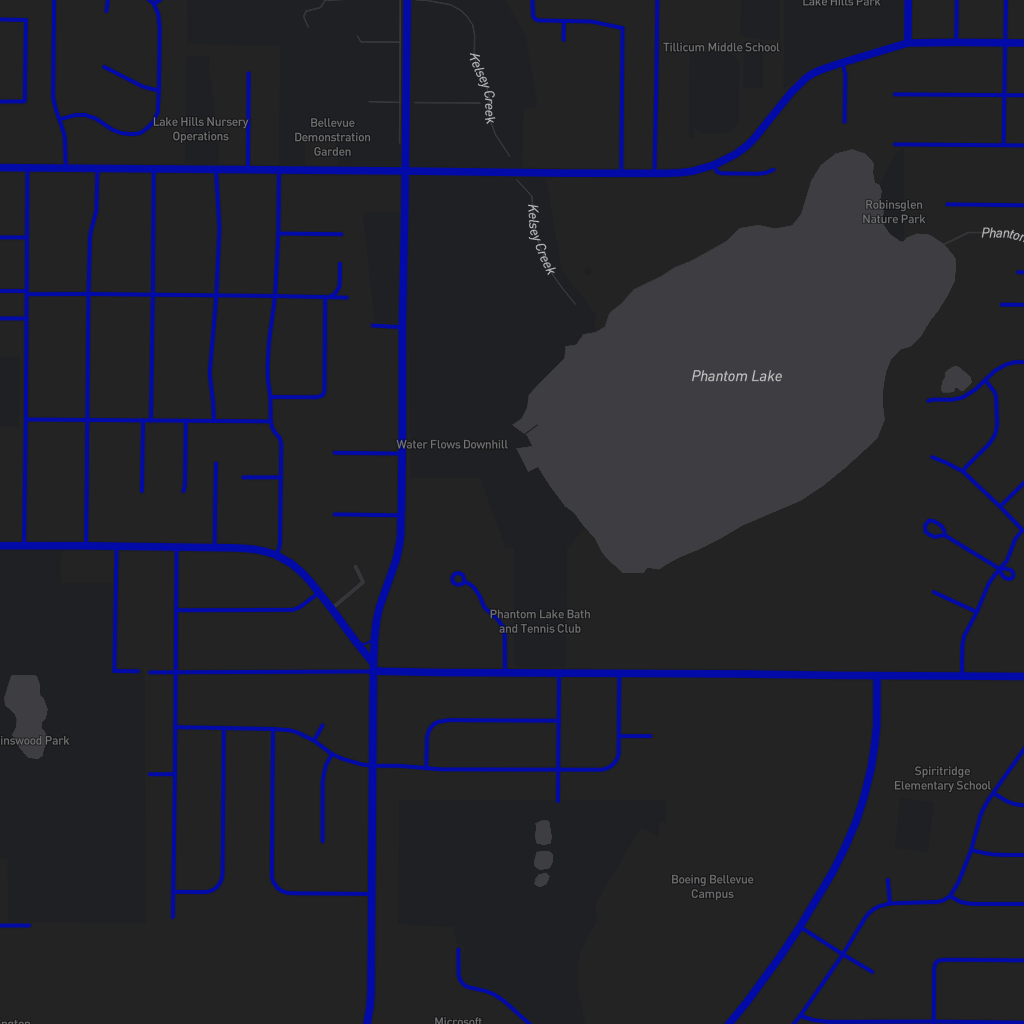 Lake Hills Park
Tillicum Middle School
Kelsey Creek
Lake Hills Nursery
Operations
Bellevue
Demonstration
Garden
Robinsglen
Nature Park
Kelsey Creek
Phantom
Phantom Lake
Water Flows Downhill
Phantom Lake Bath
and Tennis Club
inswood Park
Spiritridge
Elementary School
Boeing Bellevue
Campus
Microsoft
ngton